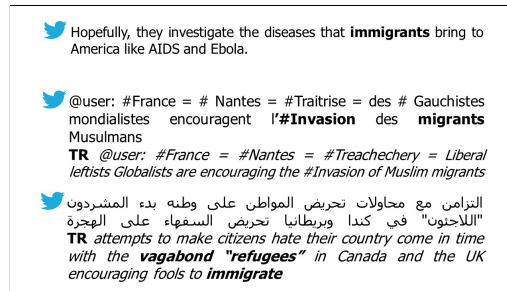 Hopefully, they investigate the diseases that immigrants bring to
America like AIDS and Ebola.
@user: #France = # Nantes = #Traitrise = des # Gauchistes
mondialistes encouragent l'#Invasion des migrants
Musulmans
TR @user: #France = #Nantes = #Treachechery = Liberal
leftists Globalists are encouraging the #Invasion of Muslim migrants
التزامن مع محاولات تحريض المواطن على وطنه بدء المشردون
"اللاجئون" في كندا وبريطانيا تحريض السفهاء على الهجرة
TR attempts to make citizens hate their country come in time
with the vagabond “refugees” in Canada and the UK
encouraging fools to immigrate